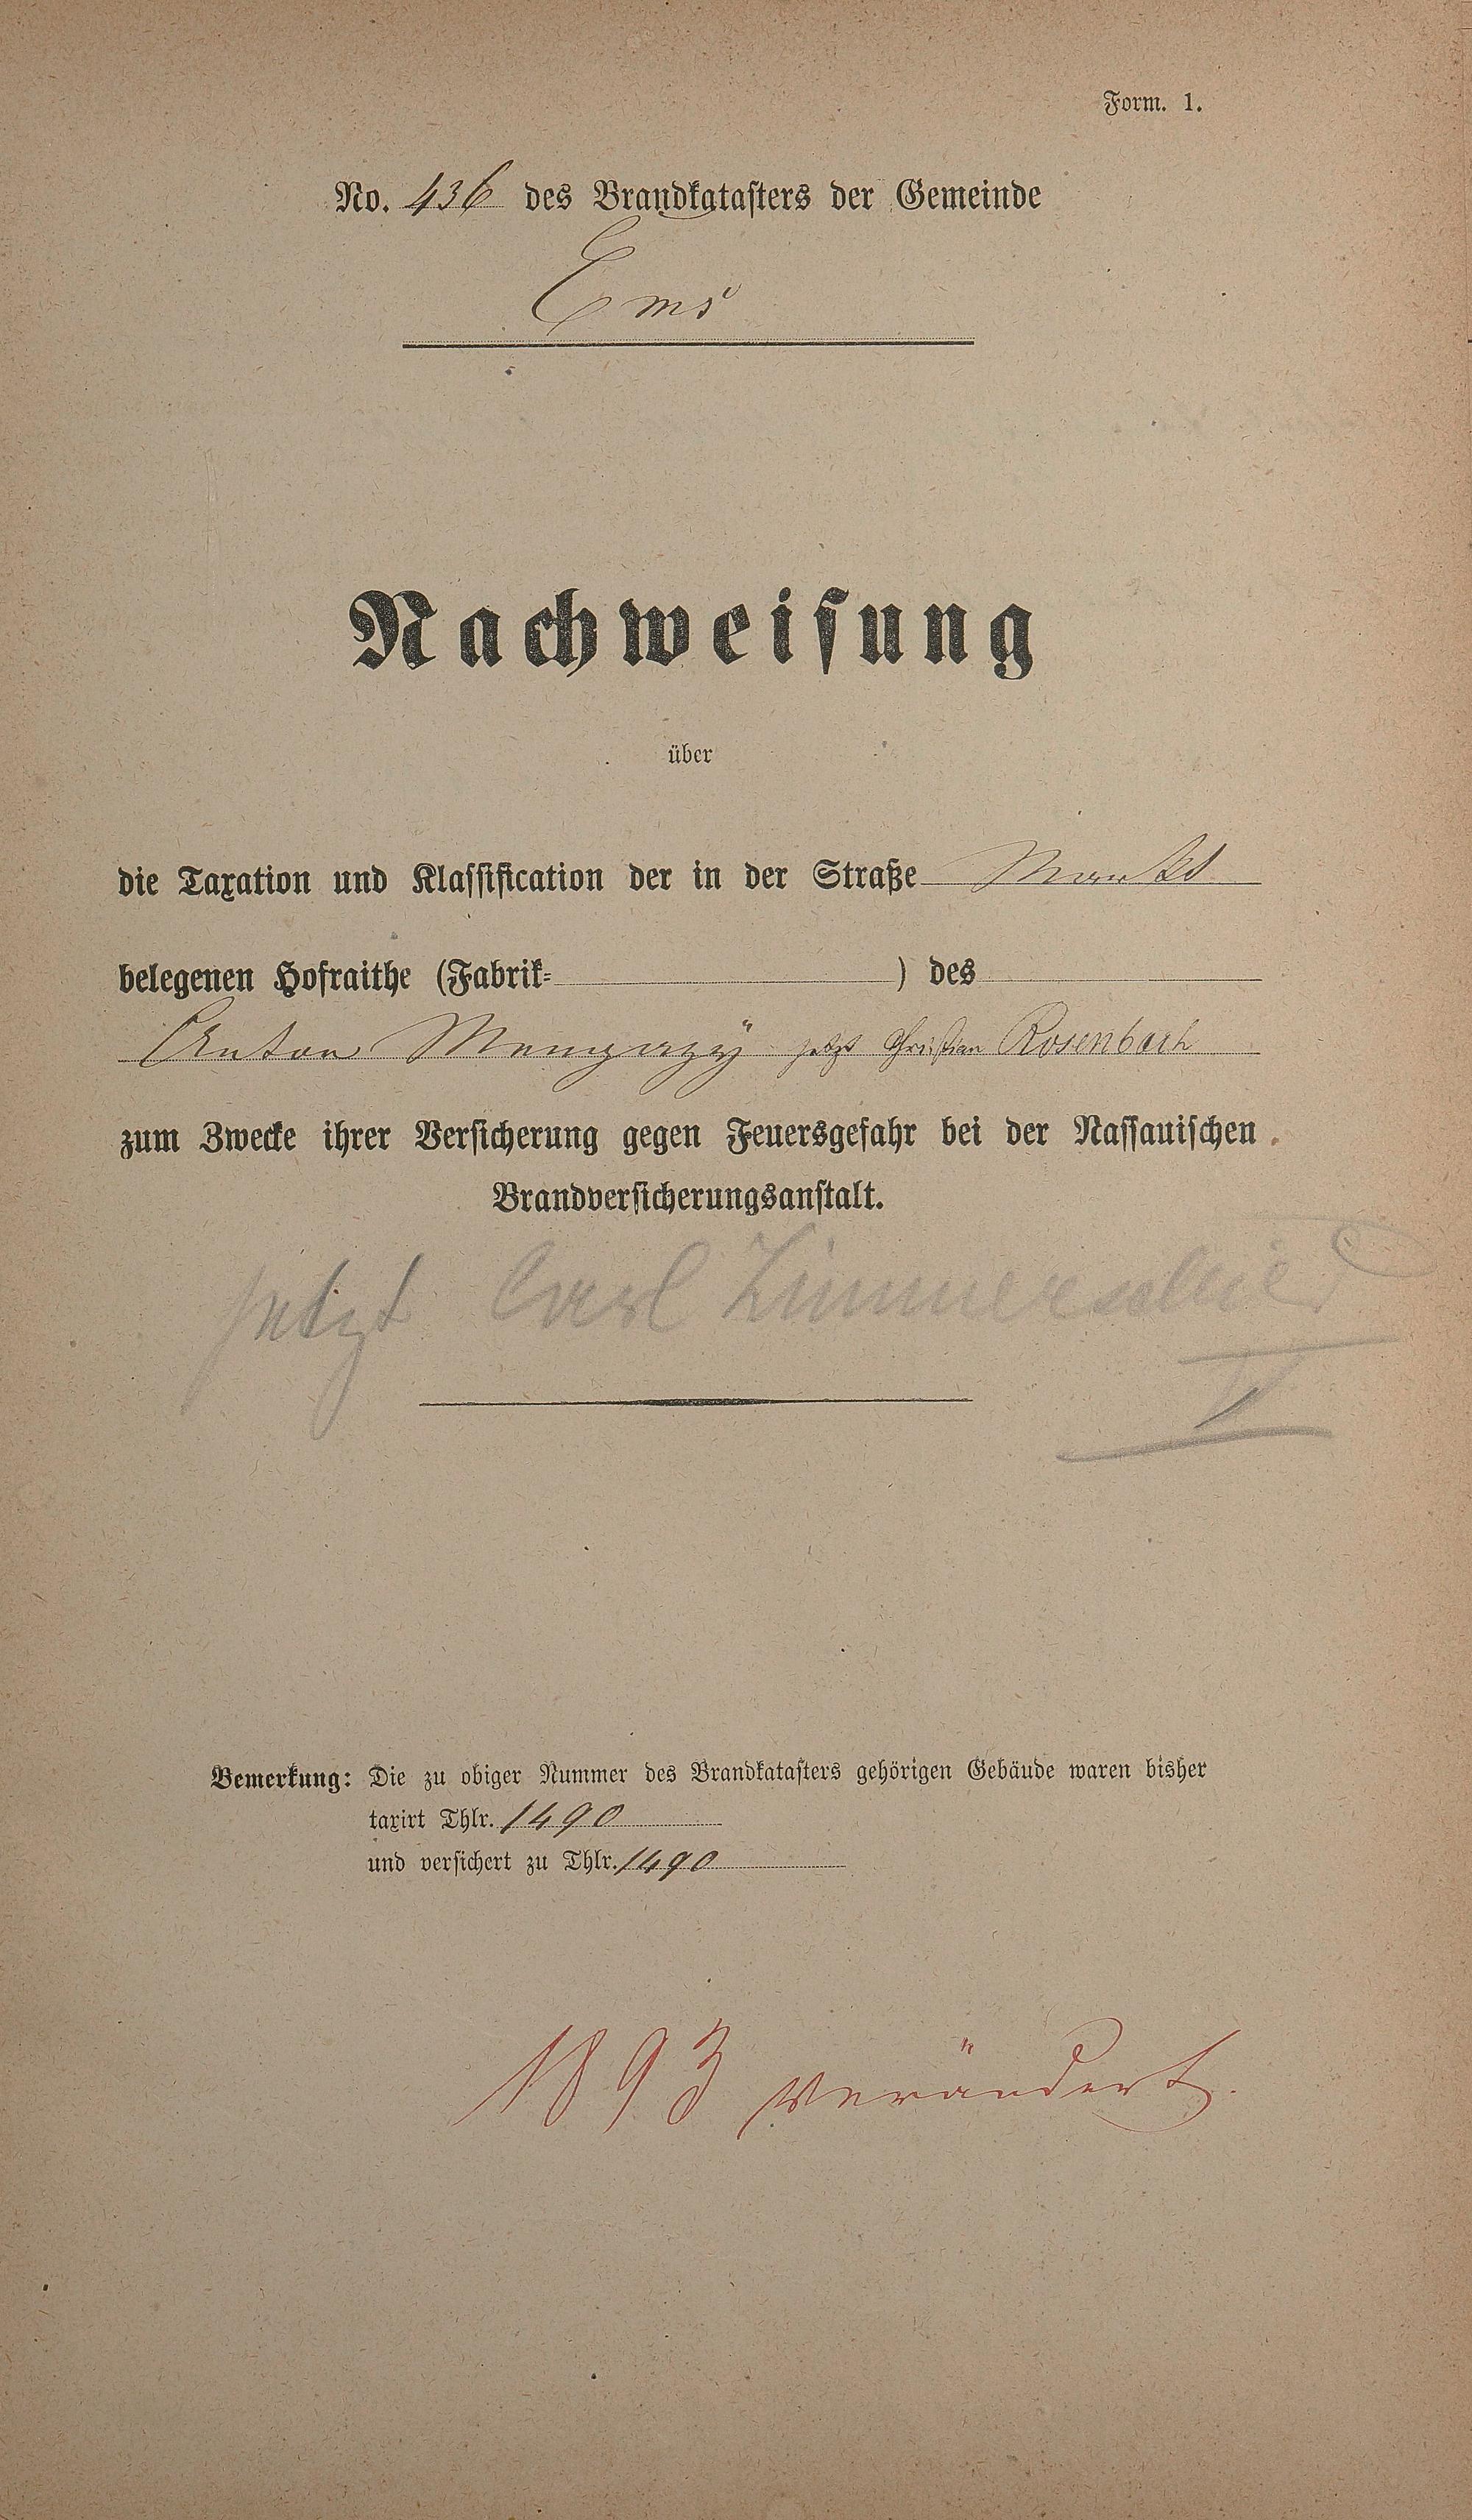 Form. 1.
No. 436 des Brandkatasters der Gemeinde
Ems
Nachweisung
über
die Taxation und Klassification der in der Straße Markt
belegenen Hofraithe (Fabrik- ) des
Anton jetzt Christian Rosenbach
zum Zwecke ihrer Versicherung gegen Feuersgefahr bei der Nassauischen
Brandversicherungsanstalt.
jetzt Carl Zimmerschied
V
Bemerkung: Die zu obiger Nummer des Brandkatasters gehörigen Gebäude waren bisher
taxirt Thlr. 1490
und versichert zu Thlr. 1490
1893 verändert.